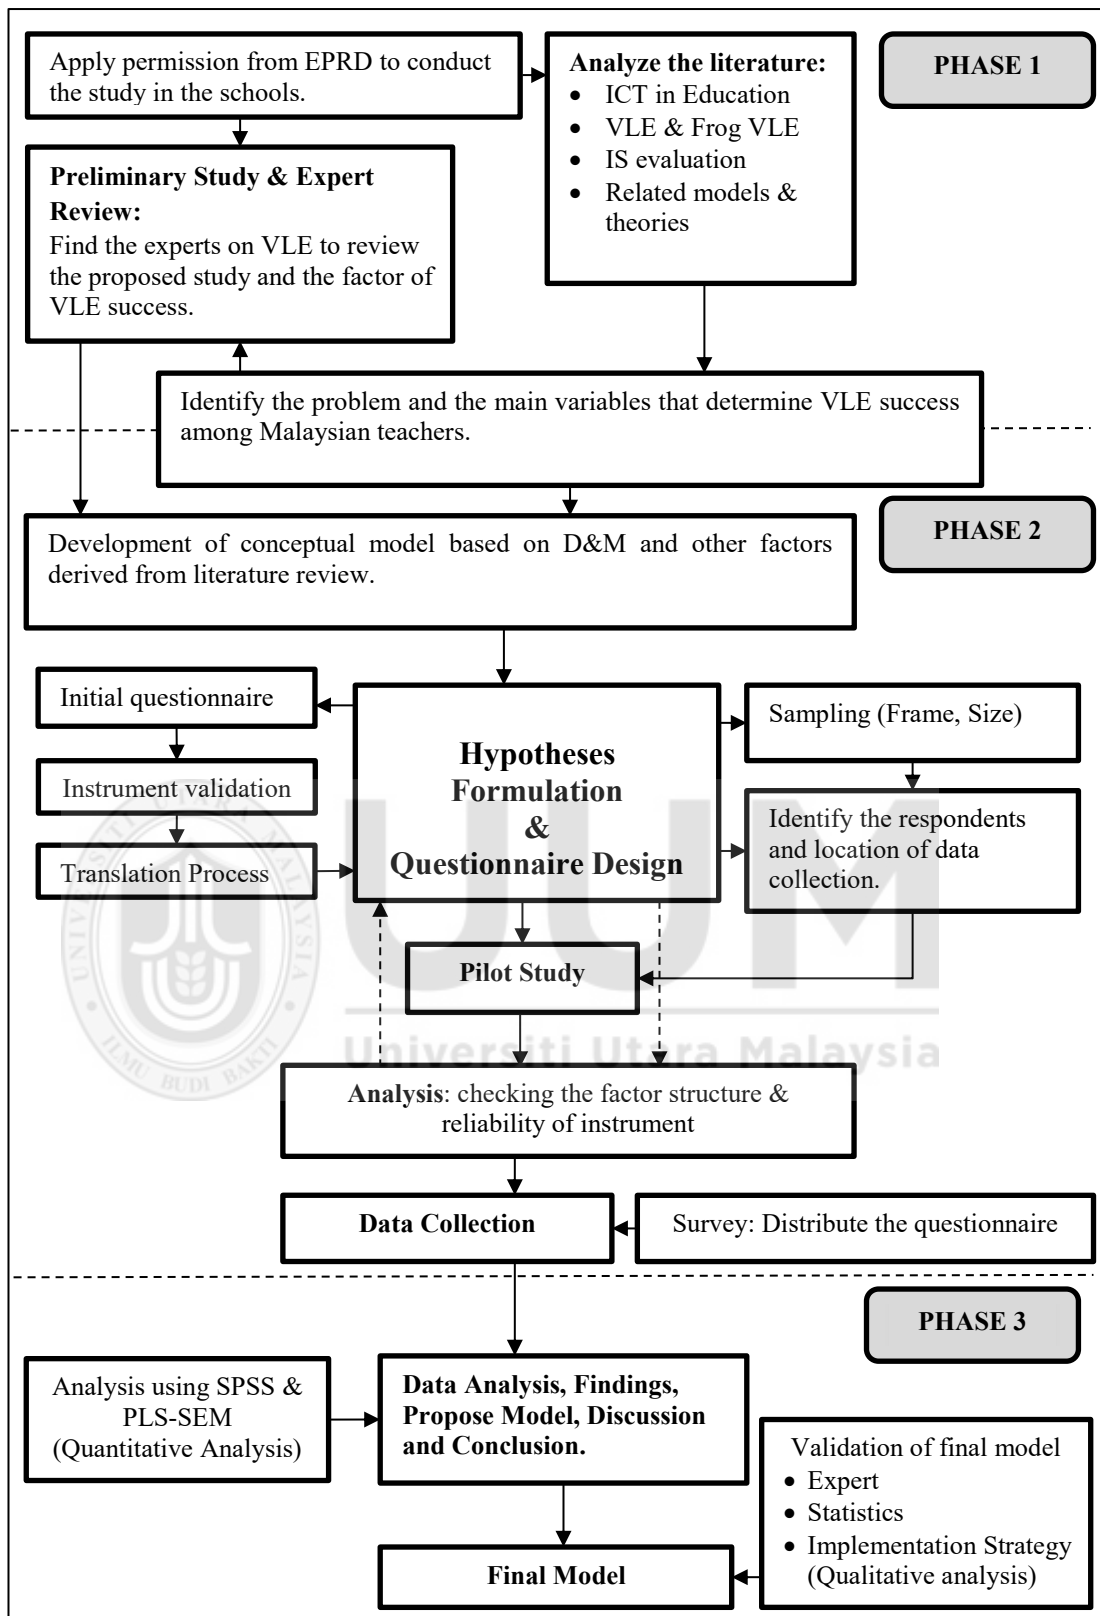 Apply permission from EPRD to conduct
the study in the schools.
Analyze the literature:
• ICT in Education
• VLE & Frog VLE
• IS evaluation
• Related models &
theories
PHASE 1
Preliminary Study & Expert
Review:
Find the experts on VLE to review
the proposed study and the factor of
VLE success.
Identify the problem and the main variables that determine VLE success
among Malaysian teachers.
PHASE 2
Development of conceptual model based on D&M and other factors
derived from literature review.
Initial questionnaire
Instrument validation
Translation Process
Hypotheses
Formulation
&
Questionnaire Design
Sampling (Frame, Size)
Identify the respondents
and location of data
collection.
Pilot Study
UNIVERSITI UTARA MALAYSIA
ILMU BUDI BAKTI
UUM
Universiti Utara Malaysia
Analysis: checking the factor structure &
reliability of instrument
Data Collection
Survey: Distribute the questionnaire
PHASE 3
Analysis using SPSS &
PLS-SEM
(Quantitative Analysis)
Data Analysis, Findings,
Propose Model, Discussion
and Conclusion.
Validation of final model
• Expert
• Statistics
• Implementation Strategy
(Qualitative analysis)
Final Model